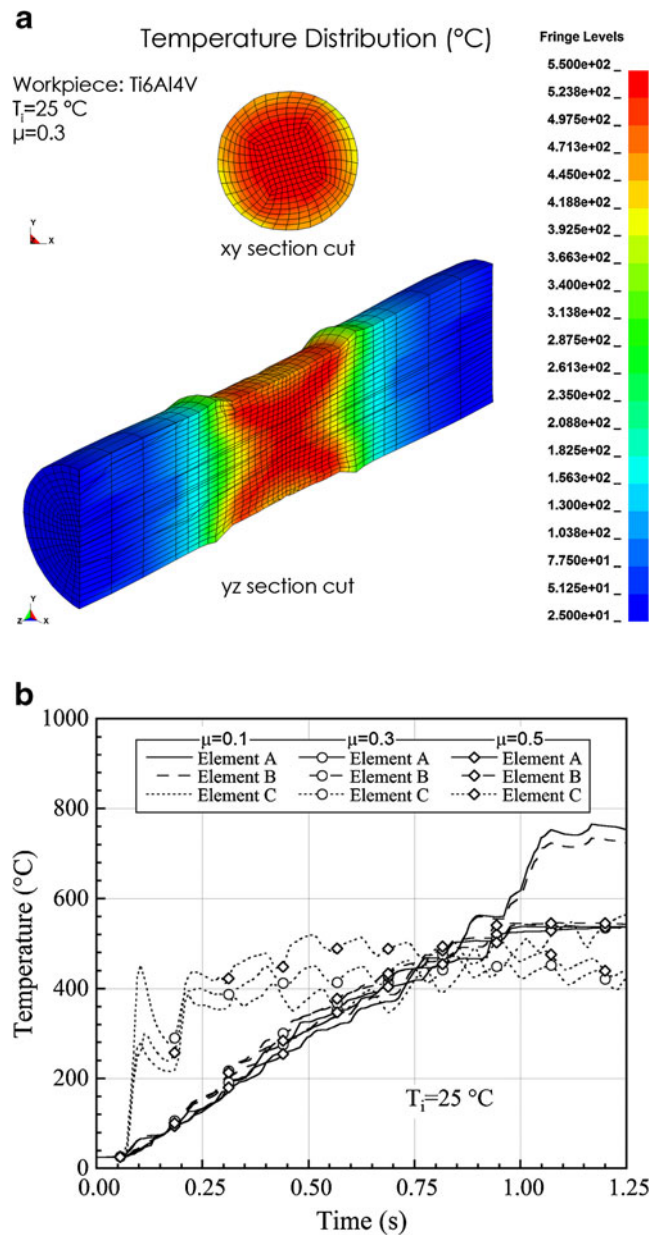 a
Temperature Distribution (°C)
Fringe Levels
Workpiece: Ti6Al4V
T_i=25 °C
μ=0.3
5.500e+02
5.238e+02
4.975e+02
4.713e+02
4.450e+02
4.188e+02
3.925e+02
3.663e+02
3.400e+02
3.138e+02
2.875e+02
2.613e+02
2.350e+02
2.088e+02
1.825e+02
1.563e+02
1.300e+02
1.038e+02
7.750e+01
5.125e+01
2.500e+01
Y
X
xy section cut
yz section cut
Y
Z
X
b
μ=0.1 μ=0.3 μ=0.5
Element A Element A Element A
Element B Element B Element B
Element C Element C Element C
1000
800
600
400
200
0
Temperature (°C)
T_i=25 °C
0.00 0.25 0.50 0.75 1.00 1.25
Time (s)